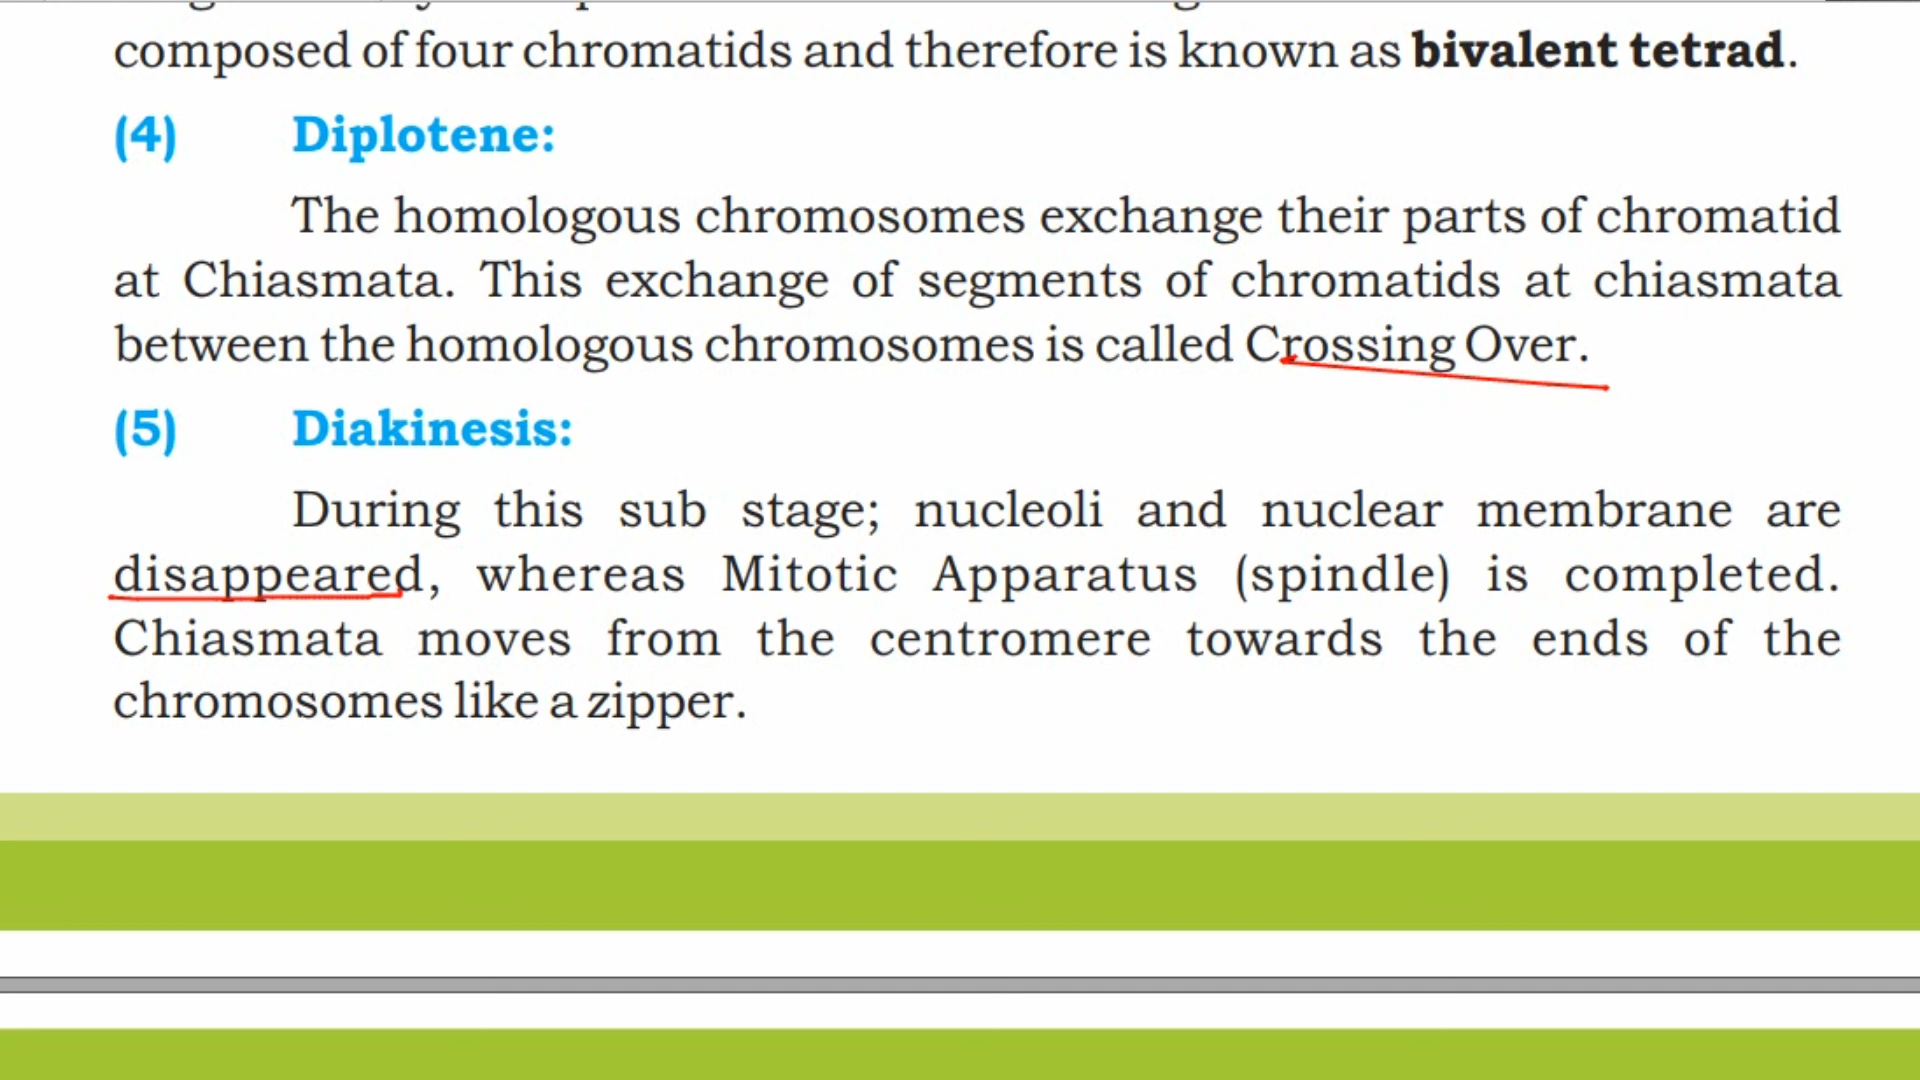 composed of four chromatids and therefore is known as bivalent tetrad.
(4) Diplotene:
The homologous chromosomes exchange their parts of chromatid
at Chiasmata. This exchange of segments of chromatids at chiasmata
between the homologous chromosomes is called Crossing Over.
(5) Diakinesis:
During this sub stage; nucleoli and nuclear membrane are
disappeared, whereas Mitotic Apparatus (spindle) is completed.
Chiasmata moves from the centromere towards the ends of the
chromosomes like a zipper.